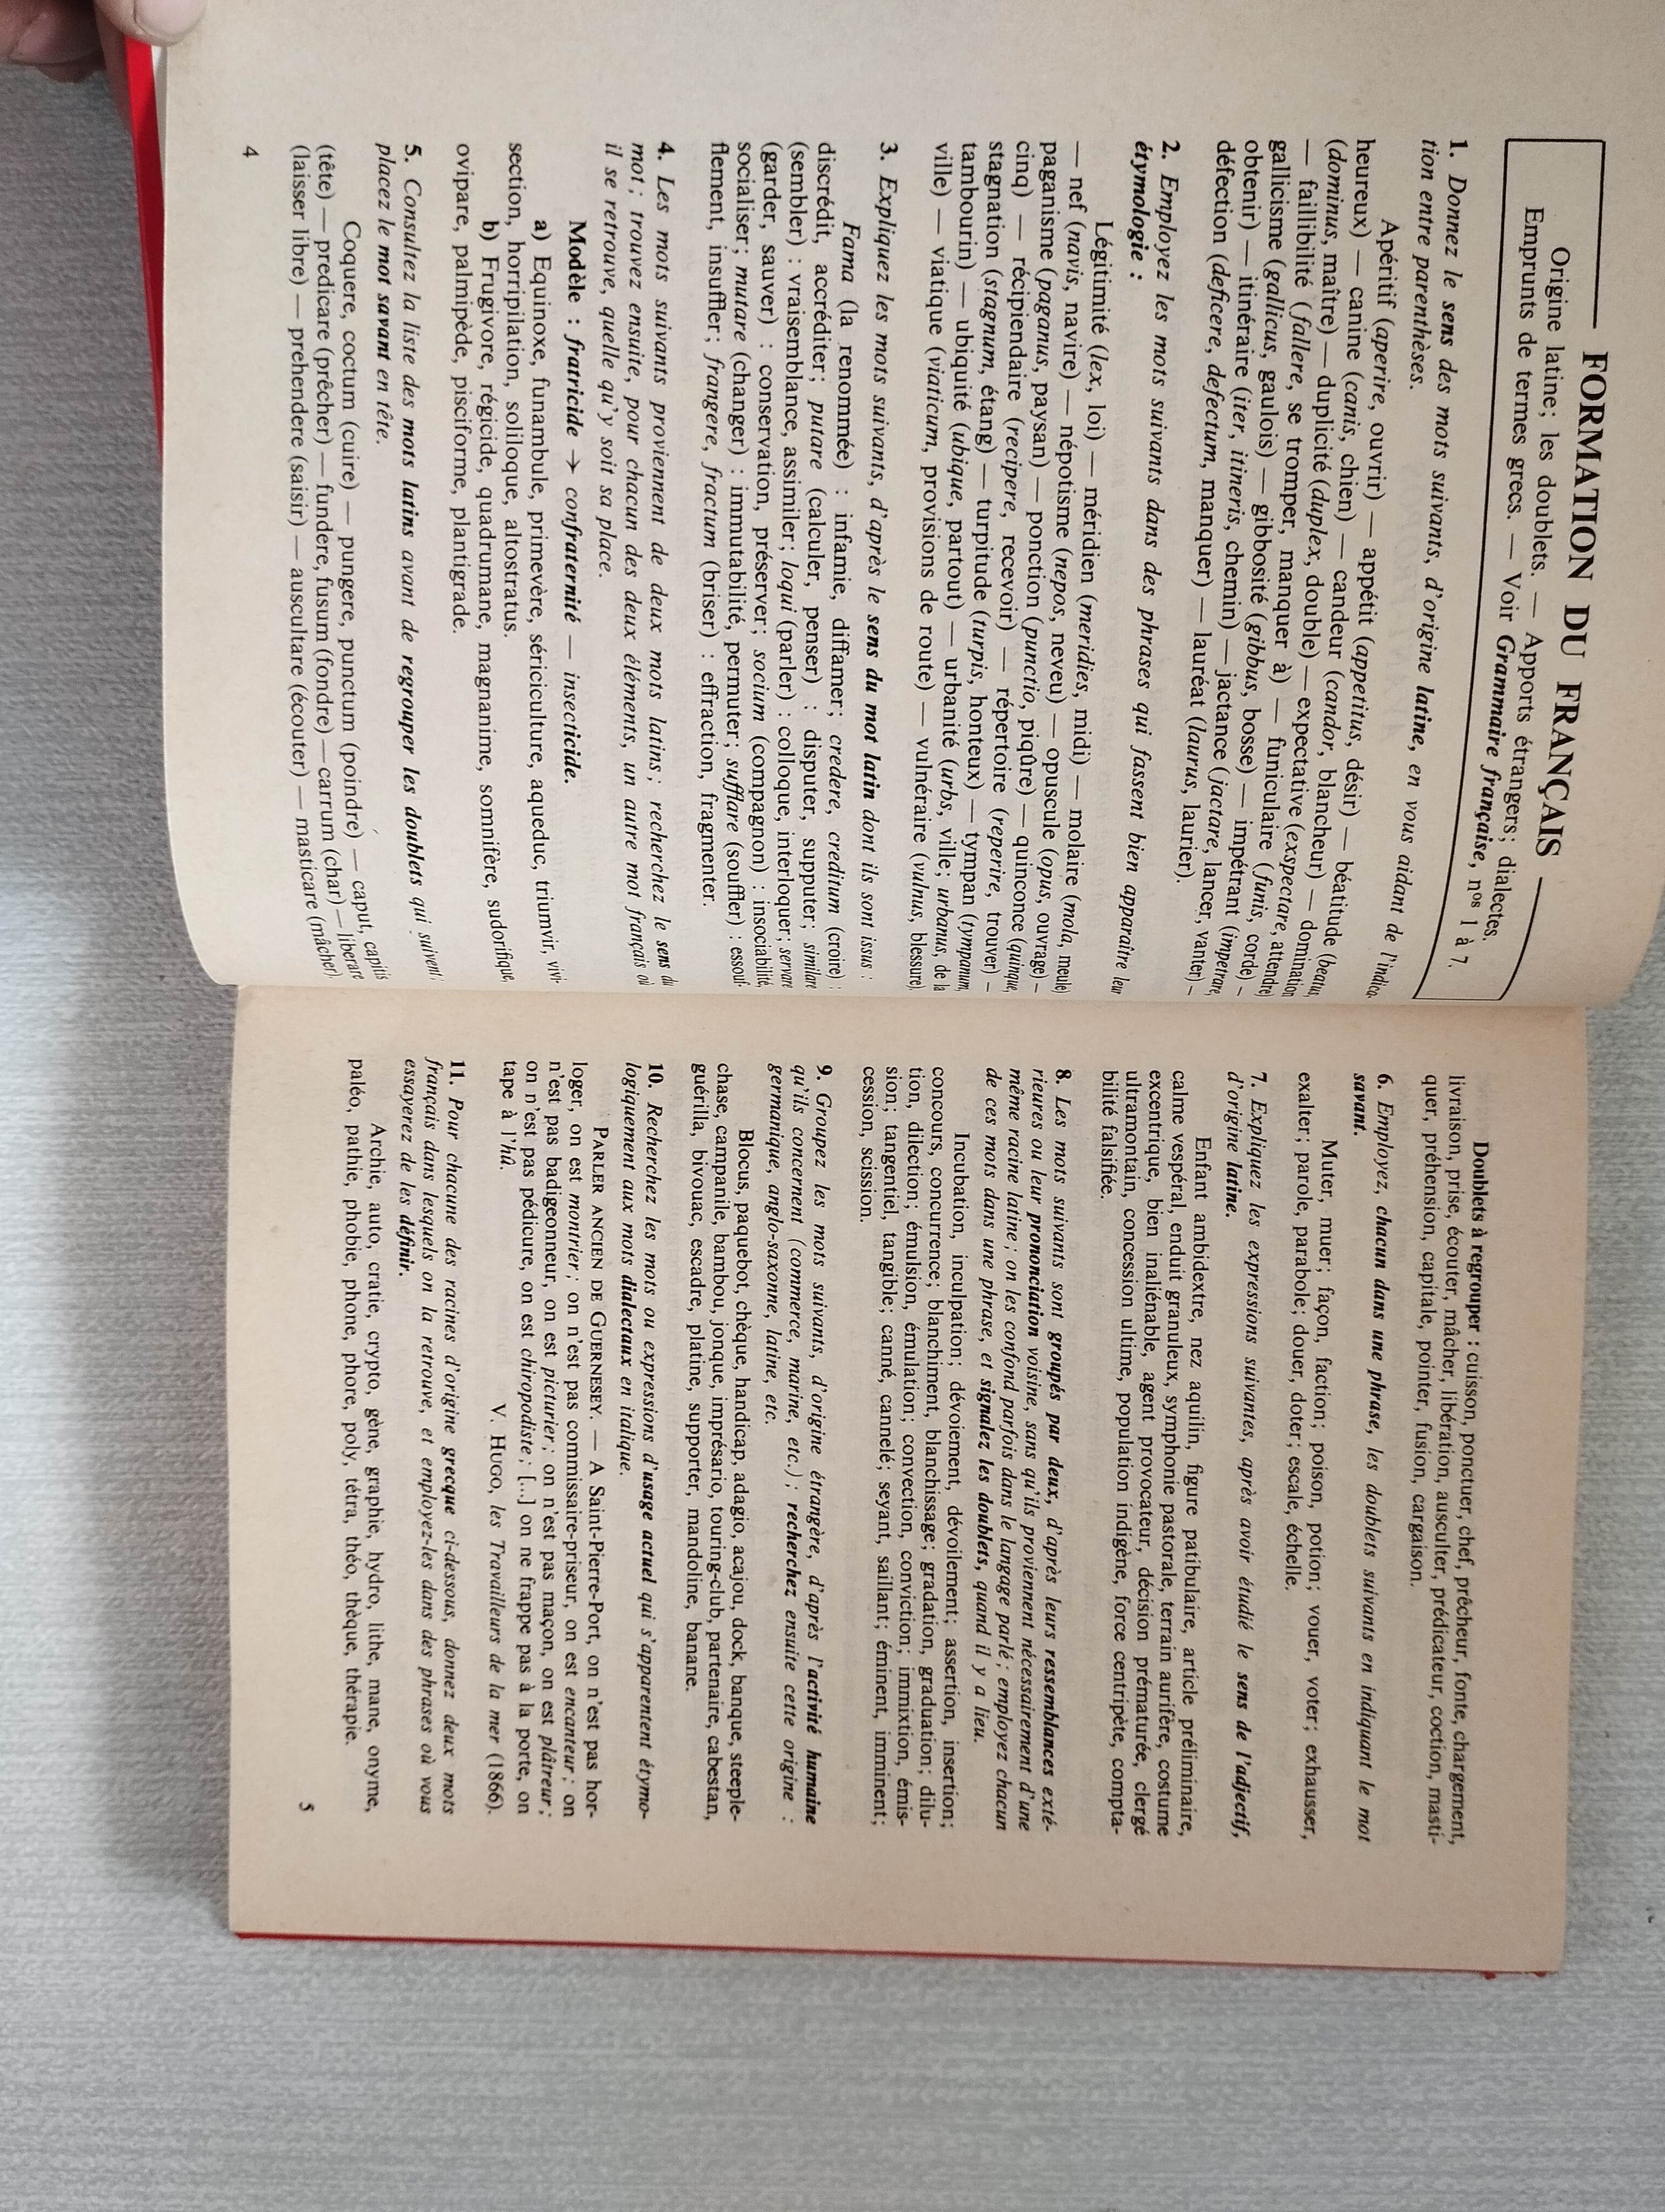 FORMATION DU FRANÇAIS
Origine latine; les doublets. — Apports étrangers; dialectes.
Emprunts de termes grecs. — Voir Grammaire française, nos 1 à 7.
1. Donnez le sens des mots suivants, d'origine latine, en vous aidant de l'indica-
tion entre parenthèses.
Apéritif (aperire, ouvrir) — appétit (appetitus, désir) — béatitude (beatus,
heureux) — canine (canis, chien) — candeur (candor, blancheur) — domination
(dominus, maître) — duplicité (duplex, double) — expectative (exspectare, attendre)
— faillibilité (fallere, se tromper, manquer à) — funiculaire (funis, corde) —
gallicisme (gallicus, gaulois) — gibbosité (gibbus, bosse) — impétrant (impetrare,
obtenir) — itinéraire (iter, itineris, chemin) — jactance (jactare, lancer, vanter) —
défection (deficere, defectum, manquer) — lauréat (laurus, laurier).
2. Employez les mots suivants dans des phrases qui fassent bien apparaître leur
étymologie :
Légitimité (lex, loi) — méridien (meridies, midi) — molaire (mola, meule)
— nef (navis, navire) — népotisme (nepos, neveu) — opuscule (opus, ouvrage) —
paganisme (paganus, paysan) — ponction (punctio, piqûre) — quinconce (quinque,
cinq) — récipiendaire (recipere, recevoir) — répertoire (reperire, trouver) —
stagnation (stagnum, étang) — turpitude (turpis, honteux) — tympan (tympanum,
tambourin) — ubiquité (ubique, partout) — urbanité (urbs, ville; urbanus, de la
ville) — viatique (viaticum, provisions de route) — vulnéraire (vulnus, blessure).
3. Expliquez les mots suivants, d'après le sens du mot latin dont ils sont issus :
Fama (la renommée) : infamie, diffamer; credere, creditum (croire) :
discrédit, accréditer; putare (calculer, penser) : disputer, supputer; similare
(sembler) : vraisemblance, assimiler; loqui (parler) : colloque, interloquer; servare
(garder, sauver) : conservation, préserver; socium (compagnon) : insociabilité,
socialiser; mutare (changer) : immutabilité, permuter; sufflare (souffler) : essouf-
flement, insuffler; frangere, fractum (briser) : effraction, fragmenter.
4. Les mots suivants proviennent de deux mots latins; recherchez le sens du
mot; trouvez ensuite, pour chacun des deux éléments, un autre mot français où
il se retrouve, quelle qu'y soit sa place.
Modèle : fratricide → confraternité — insecticide.
a) Equinoxe, funambule, primevère, sériciculture, aqueduc, triumvir, vivi-
section, horripilation, soliloque, altostratus.
b) Frugivore, régicide, quadrumane, magnanime, somnifère, sudorifique,
ovipare, palmipède, pisciforme, plantigrade.
5. Consultez la liste des mots latins avant de regrouper les doublets qui suivent;
placez le mot savant en tête.
Coquere, coctum (cuire) — pungere, punctum (poindre) — caput, capitis
(tête) — predicare (prêcher) — fundere, fusum (fondre) — carrum (char) — liberare
(laisser libre) — prehendere (saisir) — auscultare (écouter) — masticare (mâcher).
4
Doublets à regrouper : cuisson, ponctuer, chef, prêcheur, fonte, chargement,
livraison, prise, écouter, mâcher, libération, ausculter, prédicateur, coction, masti-
quer, préhension, capitale, pointer, fusion, cargaison.
6. Employez, chacun dans une phrase, les doublets suivants en indiquant le mot
savant.
Muter, muer; façon, faction; poison, potion; vouer, voter; exhausser,
exalter; parole, parabole; douer, doter; escale, échelle.
7. Expliquez les expressions suivantes, après avoir étudié le sens de l'adjectif,
d'origine latine.
Enfant ambidextre, nez aquilin, figure patibulaire, article préliminaire,
calme vespéral, enduit granuleux, symphonie pastorale, terrain aurifère, costume
excentrique, bien inaliénable, agent provocateur, décision prématurée, clergé
ultramontain, concession ultime, population indigène, force centripète, compta-
bilité falsifiée.
8. Les mots suivants sont groupés par deux, d'après leurs ressemblances exté-
rieures ou leur prononciation voisine, sans qu'ils proviennent nécessairement d'une
même racine latine; on les confond parfois dans le langage parlé; employez chacun
de ces mots dans une phrase, et signalez les doublets, quand il y a lieu.
Incubation, inculpation; dévoiement, dévoilement; assertion, insertion;
concours, concurrence; blanchiment, blanchissage; gradation, graduation; dilu-
tion, dilection; émulsion, émulation; convection, conviction; immixtion, émis-
sion; tangentiel, tangible; canné, cannelé; seyant, saillant; éminent, imminent;
cession, scission.
9. Groupez les mots suivants, d'origine étrangère, d'après l'activité humaine
qu'ils concernent (commerce, marine, etc.); recherchez ensuite cette origine :
germanique, anglo-saxonne, latine, etc.
Blocus, paquebot, chèque, handicap, adagio, acajou, dock, banque, steeple-
chase, campanile, bambou, jonque, imprésario, touring-club, partenaire, cabestan,
guérilla, bivouac, escadre, platine, supporter, mandoline, banane.
10. Recherchez les mots ou expressions d'usage actuel qui s'apparentent étymo-
logiquement aux mots dialectaux en italique.
PARLER ANCIEN DE GUERNESEY. — A Saint-Pierre-Port, on n'est pas hor-
loger, on est montrier; on n'est pas commissaire-priseur, on est encanteur; on
n'est pas badigeonneur, on est picturier; on n'est pas maçon, on est plâtreur;
on n'est pas pédicure, on est chiropodiste; [...] on ne frappe pas à la porte, on
tape à l'hû.
V. HUGO, les Travailleurs de la mer (1866).
11. Pour chacune des racines d'origine grecque ci-dessous, donnez deux mots
français dans lesquels on la retrouve, et employez-les dans des phrases où vous
essayerez de les définir.
Archie, auto, cratie, crypto, gène, graphie, hydro, lithe, mane, onyme,
paléo, pathie, phobie, phone, phore, poly, tétra, théo, thèque, thérapie.
5